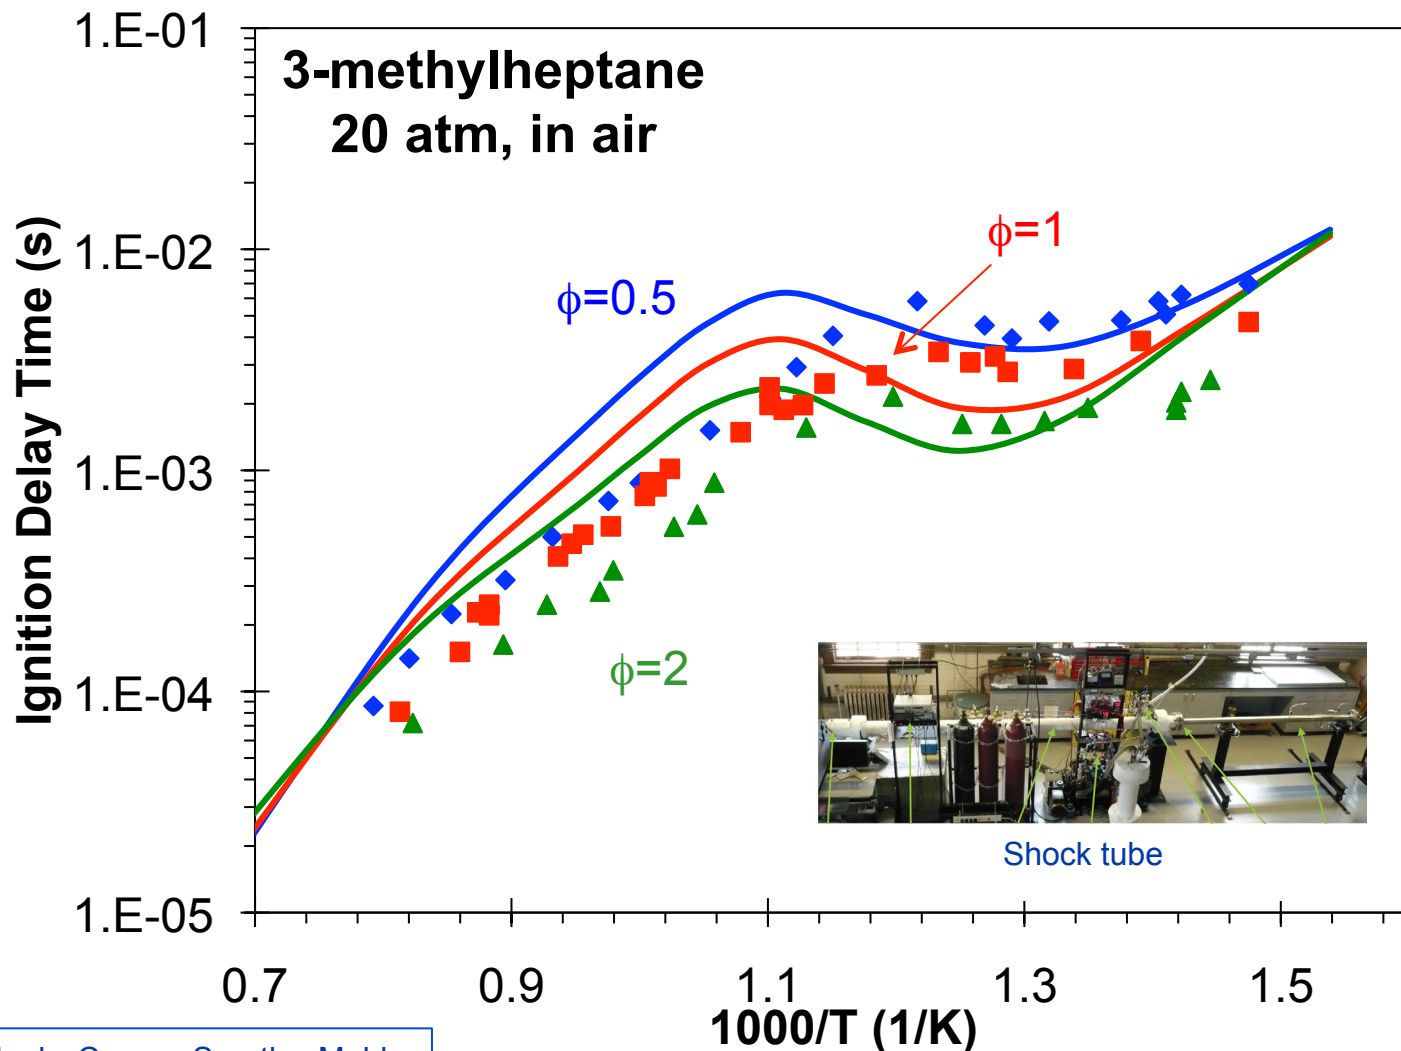 1.E-01
3-methylheptane
20 atm, in air
ϕ=1
1.E-02
ϕ=0.5
Ignition Delay Time (s)
1.E-03
ϕ=2
1.E-04
Shock tube
1.E-05
0.7 0.9 1.1 1.3 1.5
1000/T (1/K)